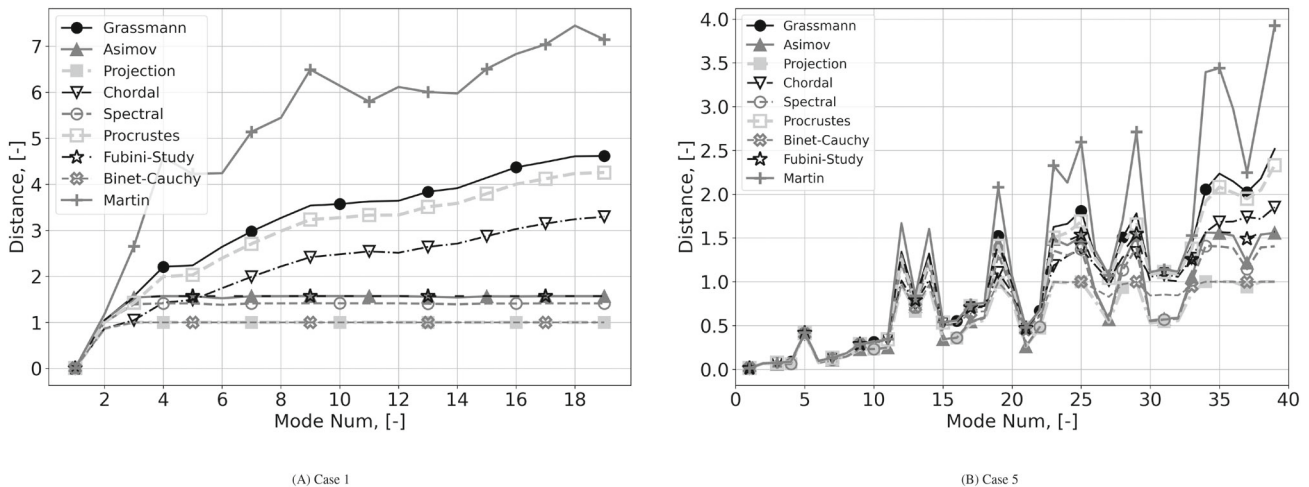 Grassmann
Asimov
Projection
Chordal
Spectral
Procrustes
Fubini-Study
Binet-Cauchy
Martin
Distance, [-]
7
6
5
4
3
2
1
0
2 4 6 8 10 12 14 16 18
Mode Num, [-]
(A) Case 1
Grassmann
Asimov
Projection
Chordal
Spectral
Procrustes
Binet-Cauchy
Fubini-Study
Martin
Distance, [-]
4.0
3.5
3.0
2.5
2.0
1.5
1.0
0.5
0.0
0 5 10 15 20 25 30 35 40
Mode Num, [-]
(B) Case 5